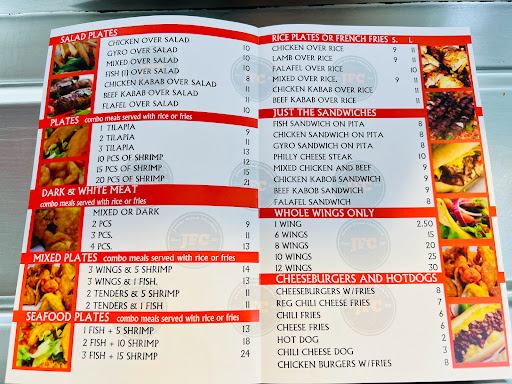 SALAD PLATES
CHICKEN OVER SALAD 10
GYRO OVER SALAD 10
MIXED OVER SALAD 10
FISH (1) OVER SALAD 10
CHICKEN KABAB OVER SALAD 8
BEEF KABAB OVER SALAD 11
FLAFEL OVER SALAD 10
PLATES combo meals served with rice or fries
1 TILAPIA 9
2 TILAPIA 11
3 TILAPIA 13
10 PCS OF SHRIMP 11
15 PCS OF SHRIMP 15
20 PCS OF SHRIMP 21
DARK & WHITE MEAT
combo meals served with rice or fries
MIXED OR DARK
2 PCS 9
3 PCS. 11
4 PCS. 13
MIXED PLATES combo meals served with rice or fries
3 WINGS & 5 SHRIMP 14
3 WINGS & 1 FISH. 13
2 TENDERS & 5 SHRIMP 11
2 TENDERS & 1 FISH 11
SEAFOOD PLATES combo meals served with rice or fries
1 FISH + 5 SHRIMP 13
2 FISH + 10 SHRIMP 18
3 FISH + 15 SHRIMP 24
RICE PLATES OR FRENCH FRIES S. L
CHICKEN OVER RICE 9 11
LAMB OVER RICE 9 11
FALAFEL OVER RICE 11
MIXED OVER RICE, 9 11
CHICKEN KABAB OVER RICE 11
BEEF KABAB OVER RICE 11
JUST THE SANDWICHES
FISH SANDWICH ON PITA 8
CHICKEN SANDWICH ON PITA 8
GYRO SANDWICH ON PITA 8
PHILLY CHEESE STEAK 10
MIXED CHICKEN AND BEEF 9
CHICKEN KABOB SANDWICH 9
BEEF KABOB SANDWICH 9
FALAFEL SANDWICH 8
WHOLE WINGS ONLY
1 WING 2.50
6 WINGS 15
8 WINGS 20
10 WINGS 25
12 WINGS 30
CHEESEBURGERS AND HOTDOGS
CHEESEBURGERS W/FRIES 8
REG CHILI CHEESE FRIES 7
CHILI FRIES 6
CHEESE FRIES 6
HOT DOG 2
CHILI CHEESE DOG 3
CHICKEN BURGERS W/FRIES 8
JFC